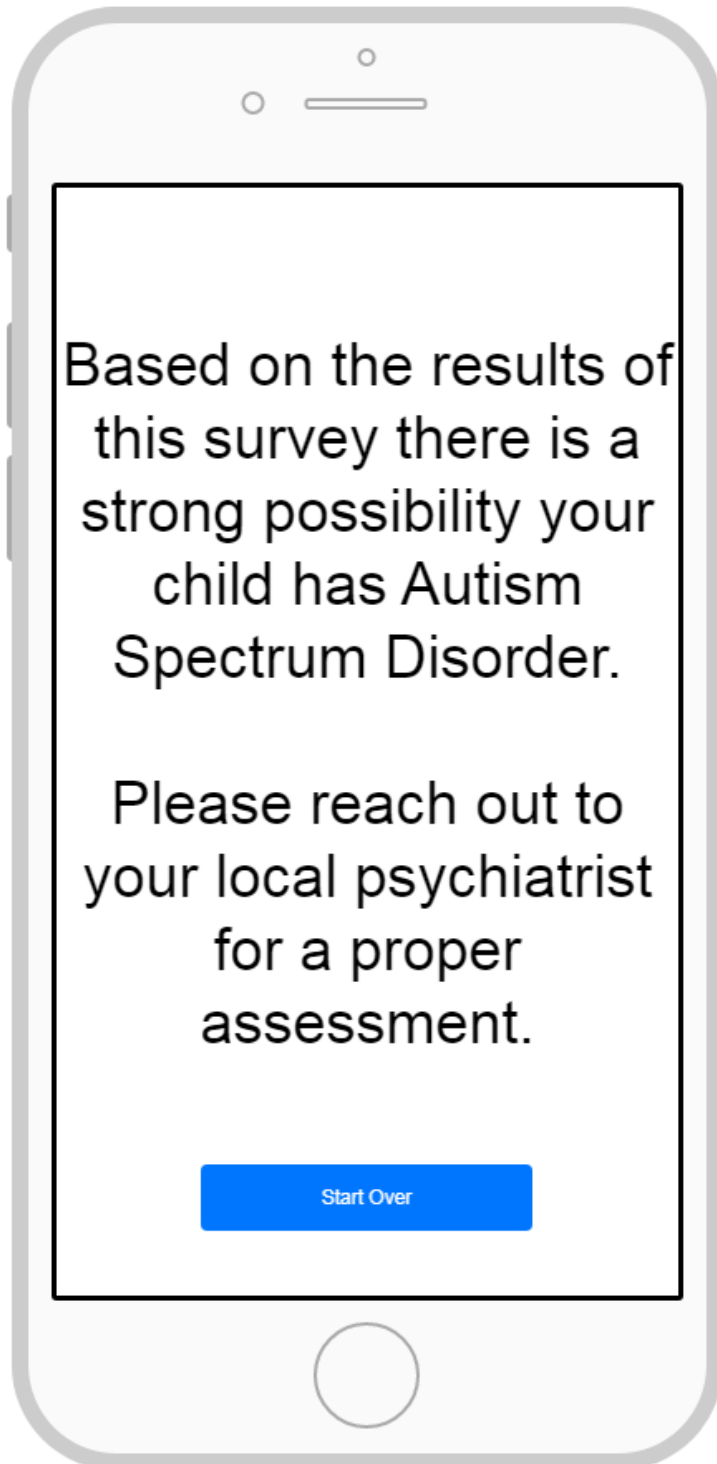 Based on the results of
this survey there is a
strong possibility your
child has Autism
Spectrum Disorder.
Please reach out to
your local psychiatrist
for a proper
assessment.
Start Over